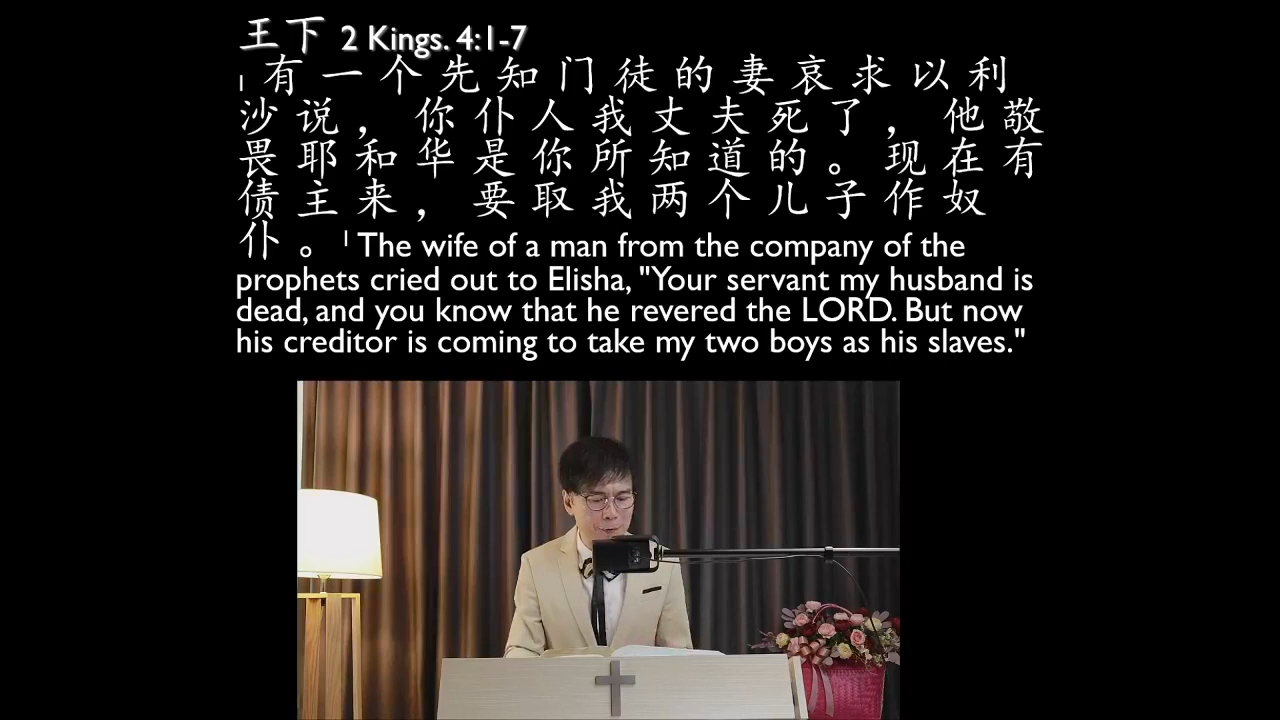 王下 2 Kings. 4:1-7
1 有一个先知门徒的妻哀求以利
沙说，你仆人我丈夫死了，他敬
畏耶和华是你所知道的。现在有
债主来，要取我两个儿子作奴
仆。1 The wife of a man from the company of the
prophets cried out to Elisha, "Your servant my husband is
dead, and you know that he revered the LORD. But now
his creditor is coming to take my two boys as his slaves."